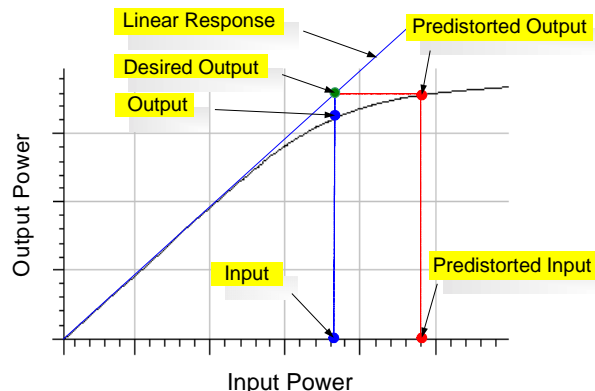 Linear Response
Predistorted Output
Desired Output
Output
Output Power
Input
Predistorted Input
Input Power